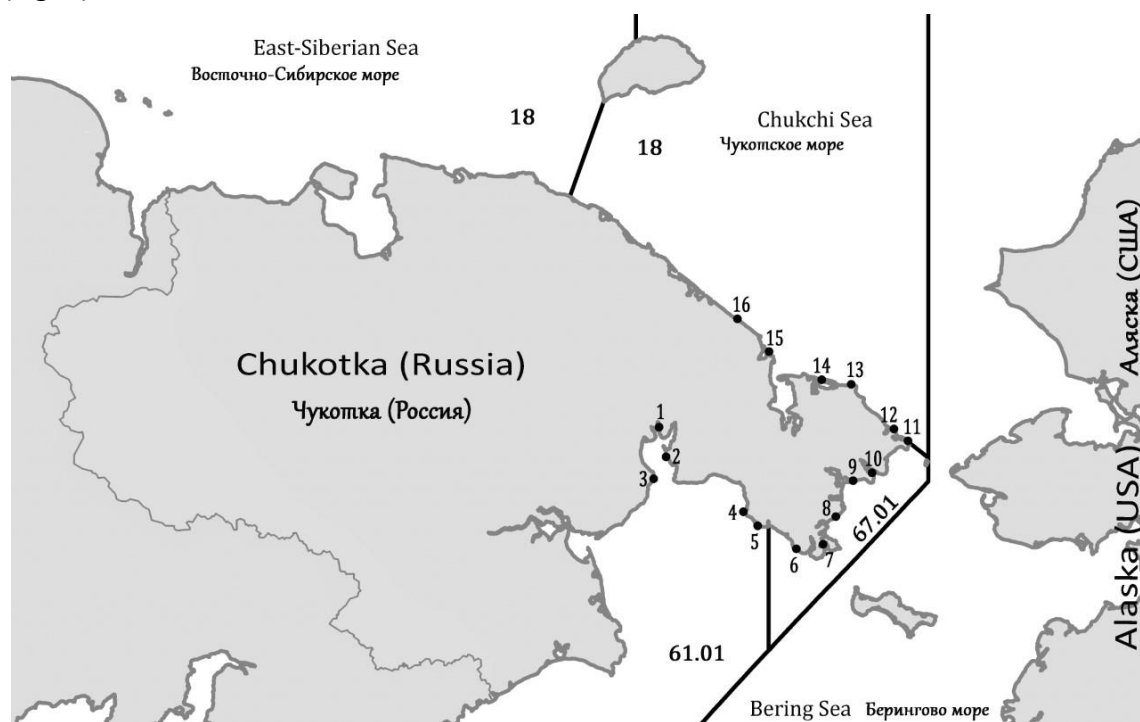 East-Siberian Sea
Восточно-Сибирское море
18
18
Chukchi Sea
Чукотское море
Аляска (США)
Alaska (USA)
16
15
14
13
Chukotka (Russia)
Чукотка (Россия)
1
12
11
2
10
9
3
4
8
67.01
5
6
7
61.01
Bering Sea Берингово море